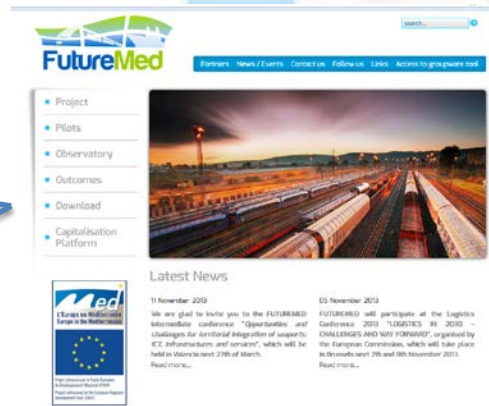 search...
FutureMed
Partners News / Events Contact us Follow us Links Access to groupware tool
Project
Pilots
Observatory
Outcomes
Download
Capitalisation
Platform
Latest News
11 November 2013
We are glad to invite you to the FUTUREMED
intermediate conference "Opportunities and
challenges for territorial integration of seaports:
ICT, infrastructures and services", which will be
held in Valencia next 27th of March.
Read more...
05 November 2013
FUTUREMED will participate at the Logistics
Conference 2013 "LOGISTICS IN 2030 –
CHALLENGES AND WAY FORWARD", organised by
the European Commission, which will take place
in Brussels next 7th and 8th November 2013.
Read more...
Med
L'Europe en Méditerranée
Europe in the Mediterranean